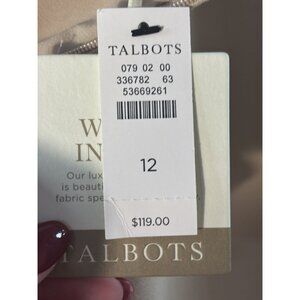 TALBOTS
079 02 00
336782 63
53669261
12
$119.00
W
IN
Our lux
is beauti
fabric spe
TALBOTS